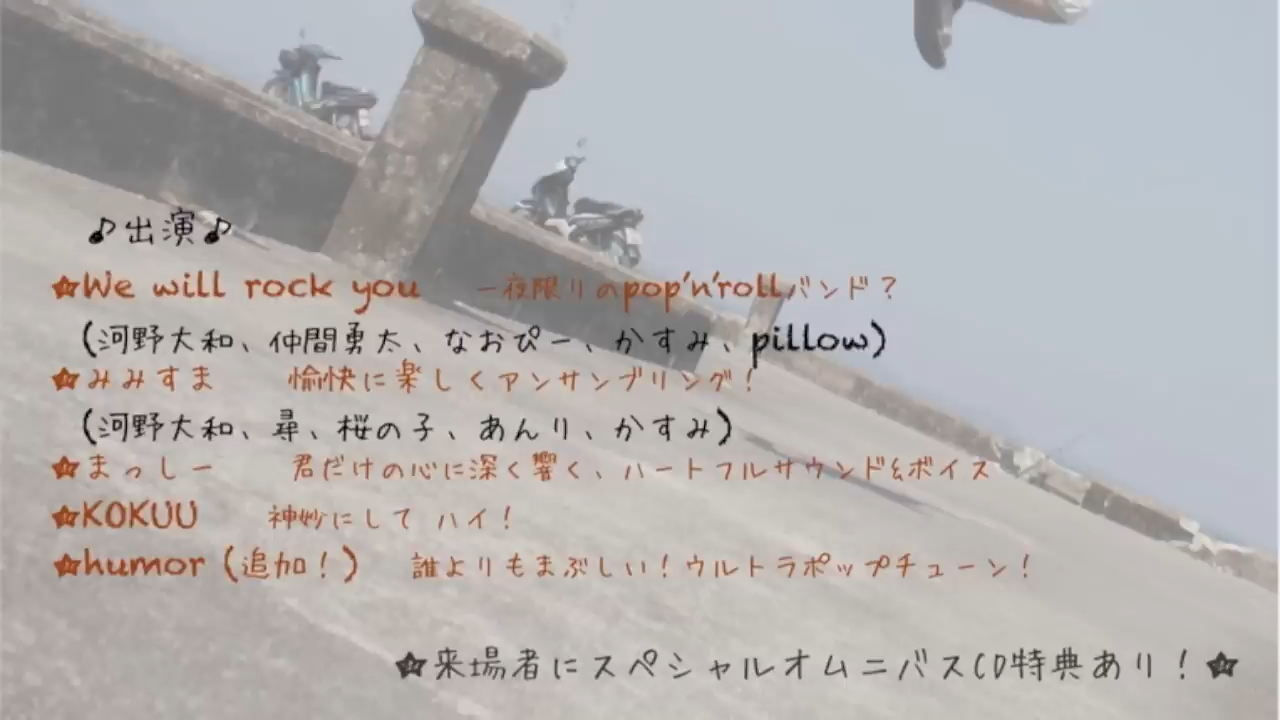 ♪出演♪
★We will rock you 一夜限りのpop'n'rollバンド？
(河野大和、仲間勇太、なおぴー、かすみ、pillow)
★みみすま 愉快に楽しくアンサンブリング！
(河野大和、尋、桜の子、あんり、かすみ)
★まっしー 君だけの心に深く響く、ハートフルサウンド&ボイス
★KOKUU 神妙にして ハイ！
★humor (追加！) 誰よりもまぶしい！ウルトラポップチューン！
★来場者にスペシャルオムニバスCD特典あり！★